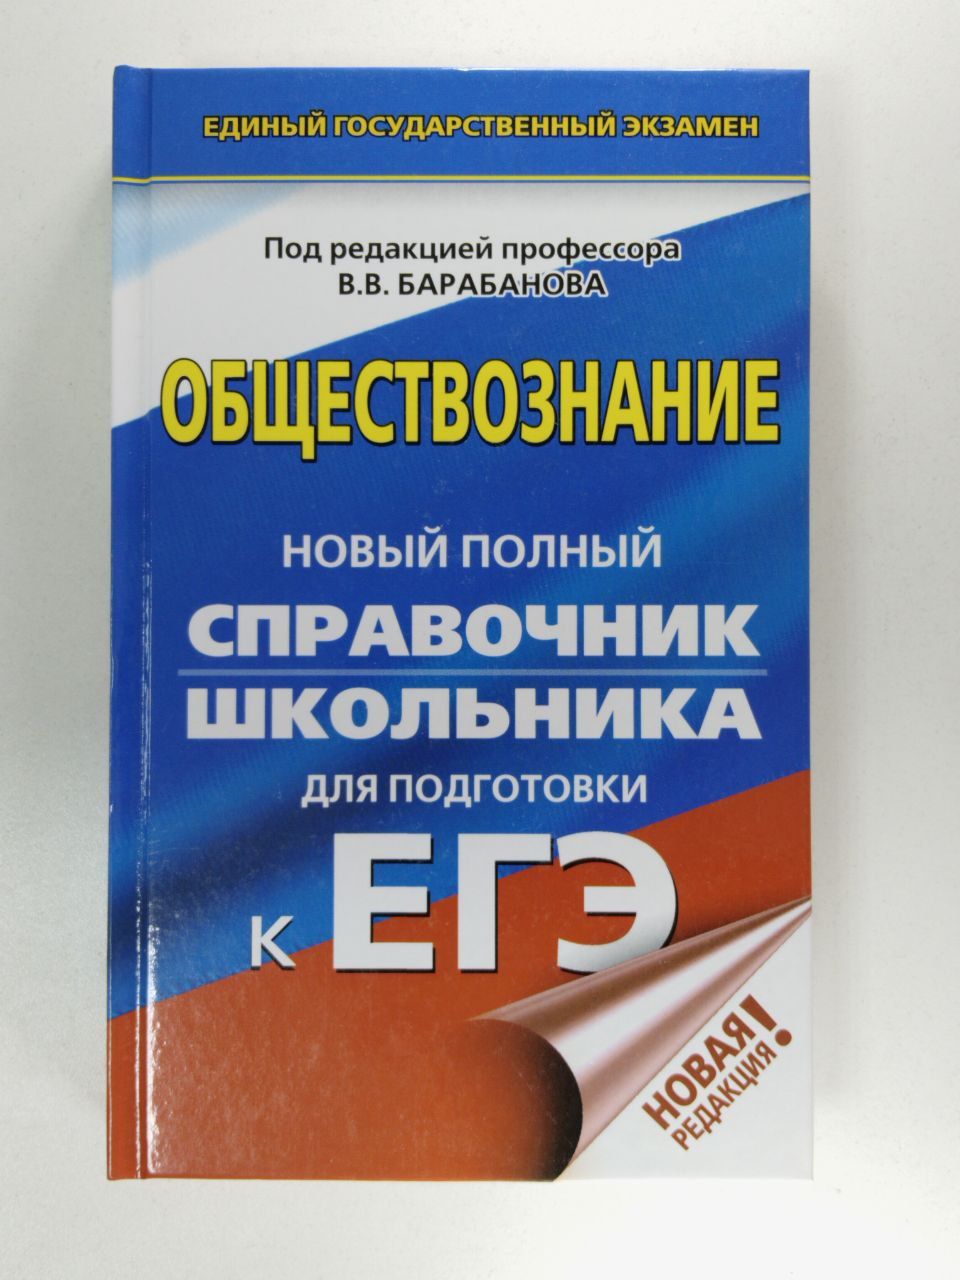 ЕДИНЫЙ ГОСУДАРСТВЕННЫЙ ЭКЗАМЕН
Под редакцией профессора
В.В. БАРАБАНОВА
ОБЩЕСТВОЗНАНИЕ
НОВЫЙ ПОЛНЫЙ
СПРАВОЧНИК
ШКОЛЬНИКА
ДЛЯ ПОДГОТОВКИ
К ЕГЭ
НОВАЯ
РЕДАКЦИЯ!